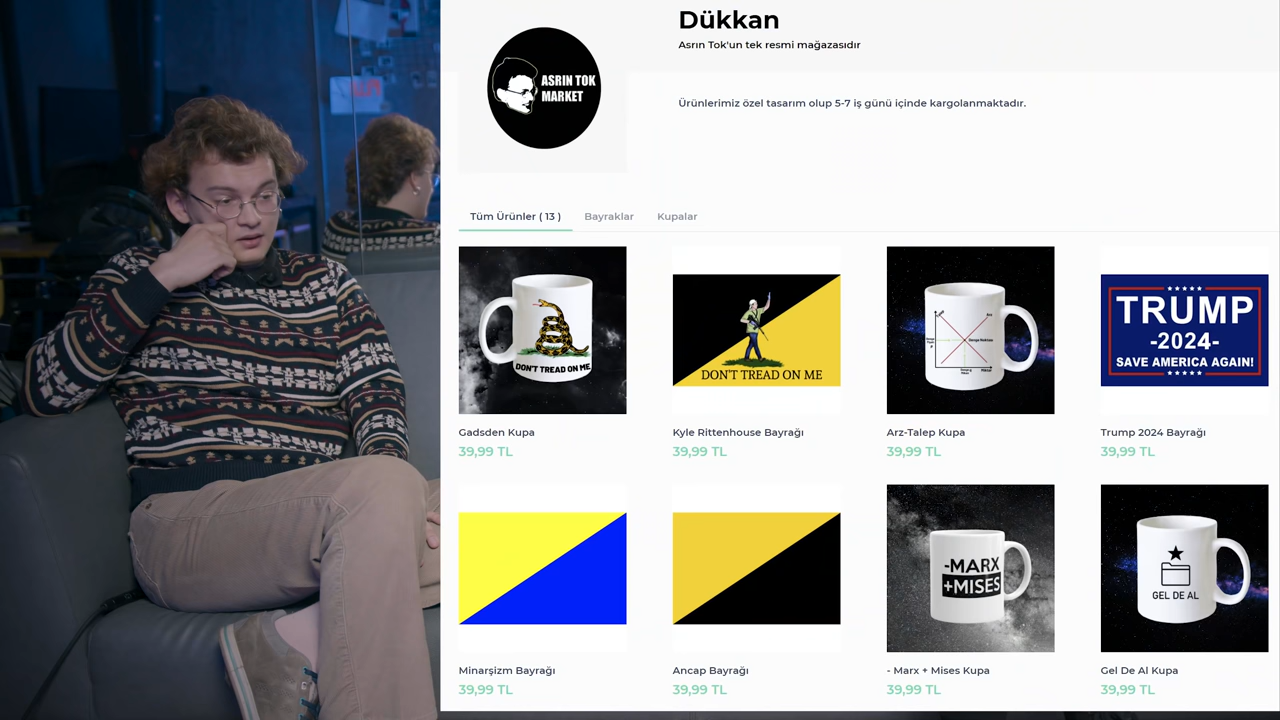 Dükkan
Asrın Tok'un tek resmi mağazasıdır
ASRIN TOK
MARKET
Ürünlerimiz özel tasarım olup 5-7 iş günü içinde kargolanmaktadır.
Tüm Ürünler ( 13 )
Bayraklar
Kupalar
DON'T TREAD ON ME
DON'T TREAD ON ME
TRUMP
-2024-
SAVE AMERICA AGAIN!
Gadsden Kupa
39,99 TL
Kyle Rittenhouse Bayrağı
39,99 TL
Arz-Talep Kupa
39,99 TL
Trump 2024 Bayrağı
39,99 TL
-MARX
+MISES
GEL DE AL
Minarşizm Bayrağı
39,99 TL
Ancap Bayrağı
39,99 TL
- Marx + Mises Kupa
39,99 TL
Gel De Al Kupa
39,99 TL